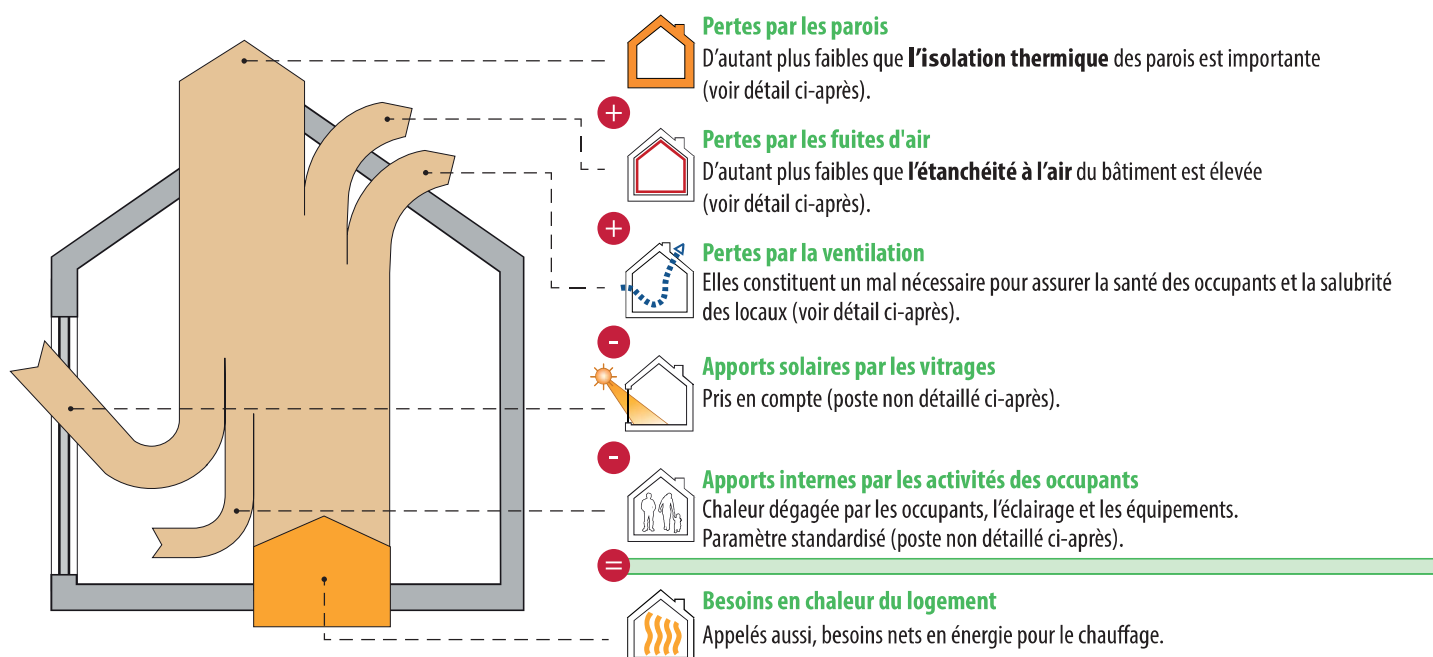 Pertes par les parois
D'autant plus faibles que l'isolation thermique des parois est importante
(voir détail ci-après).
+
Pertes par les fuites d'air
D'autant plus faibles que l'étanchéité à l'air du bâtiment est élevée
(voir détail ci-après).
+
Pertes par la ventilation
Elles constituent un mal nécessaire pour assurer la santé des occupants et la salubrité
des locaux (voir détail ci-après).
-
Apports solaires par les vitrages
Pris en compte (poste non détaillé ci-après).
-
Apports internes par les activités des occupants
Chaleur dégagée par les occupants, l'éclairage et les équipements.
Paramètre standardisé (poste non détaillé ci-après).
=
Besoins en chaleur du logement
Appelés aussi, besoins nets en énergie pour le chauffage.